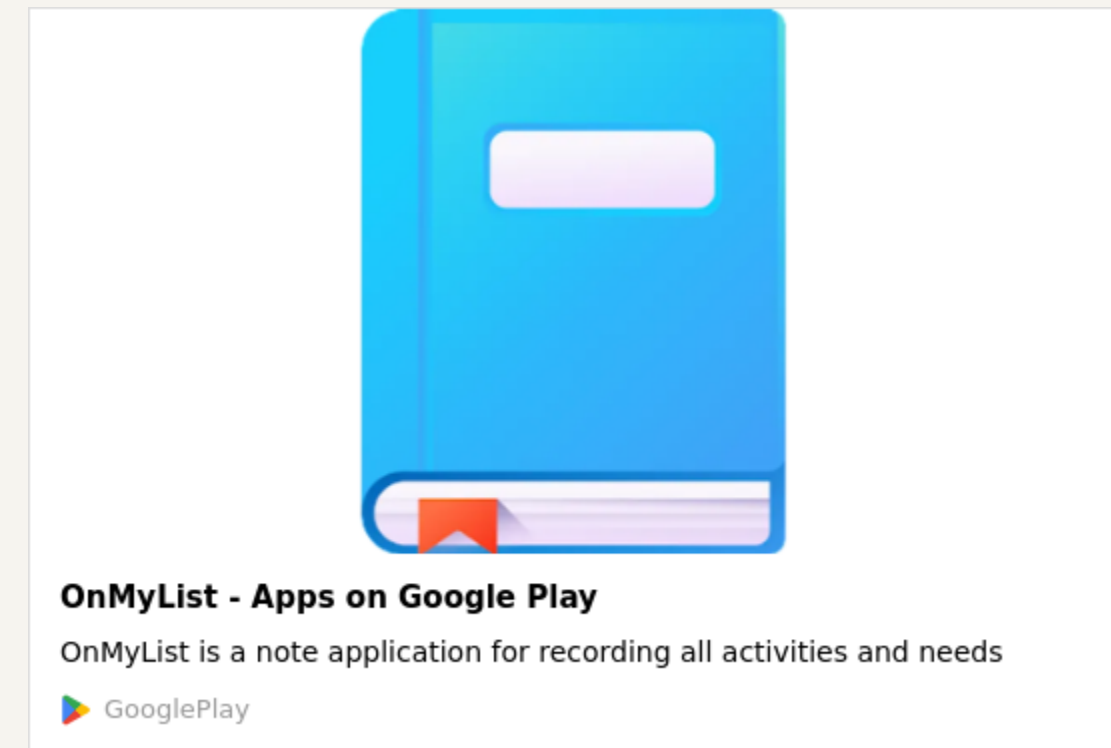 OnMyList - Apps on Google Play
OnMyList is a note application for recording all activities and needs
GooglePlay